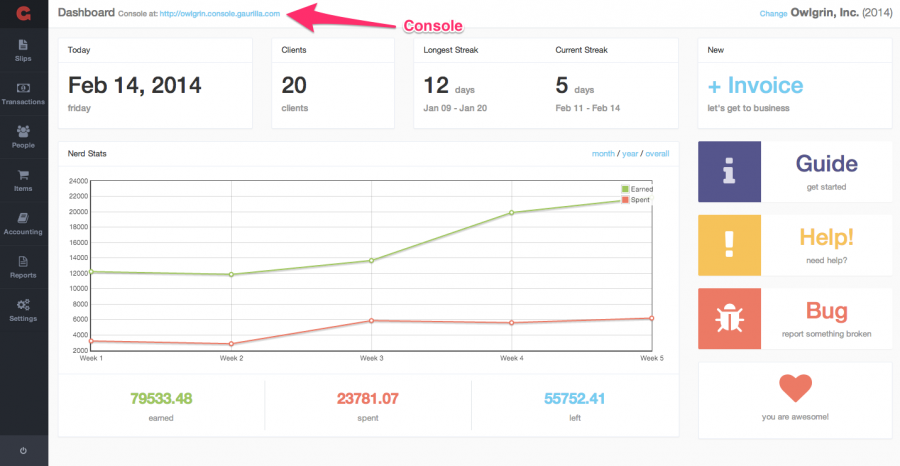 Dashboard Console at: http://owlgrin.console.gaurilla.com
Console
Change Owlgrin, Inc. (2014)
Slips
Transactions
People
Items
Accounting
Reports
Settings
Today
Feb 14, 2014
friday
Clients
20
clients
Longest Streak
12 days
Jan 09 - Jan 20
Current Streak
5 days
Feb 11 - Feb 14
New
+ Invoice
let's get to business
Nerd Stats
month / year / overall
24000
22000
20000
18000
16000
14000
12000
10000
8000
6000
4000
2000
Earned
Spent
Week 1 Week 2 Week 3 Week 4 Week 5
79533.48
earned
23781.07
spent
55752.41
left
Guide
get started
Help!
need help?
Bug
report something broken
you are awesome!